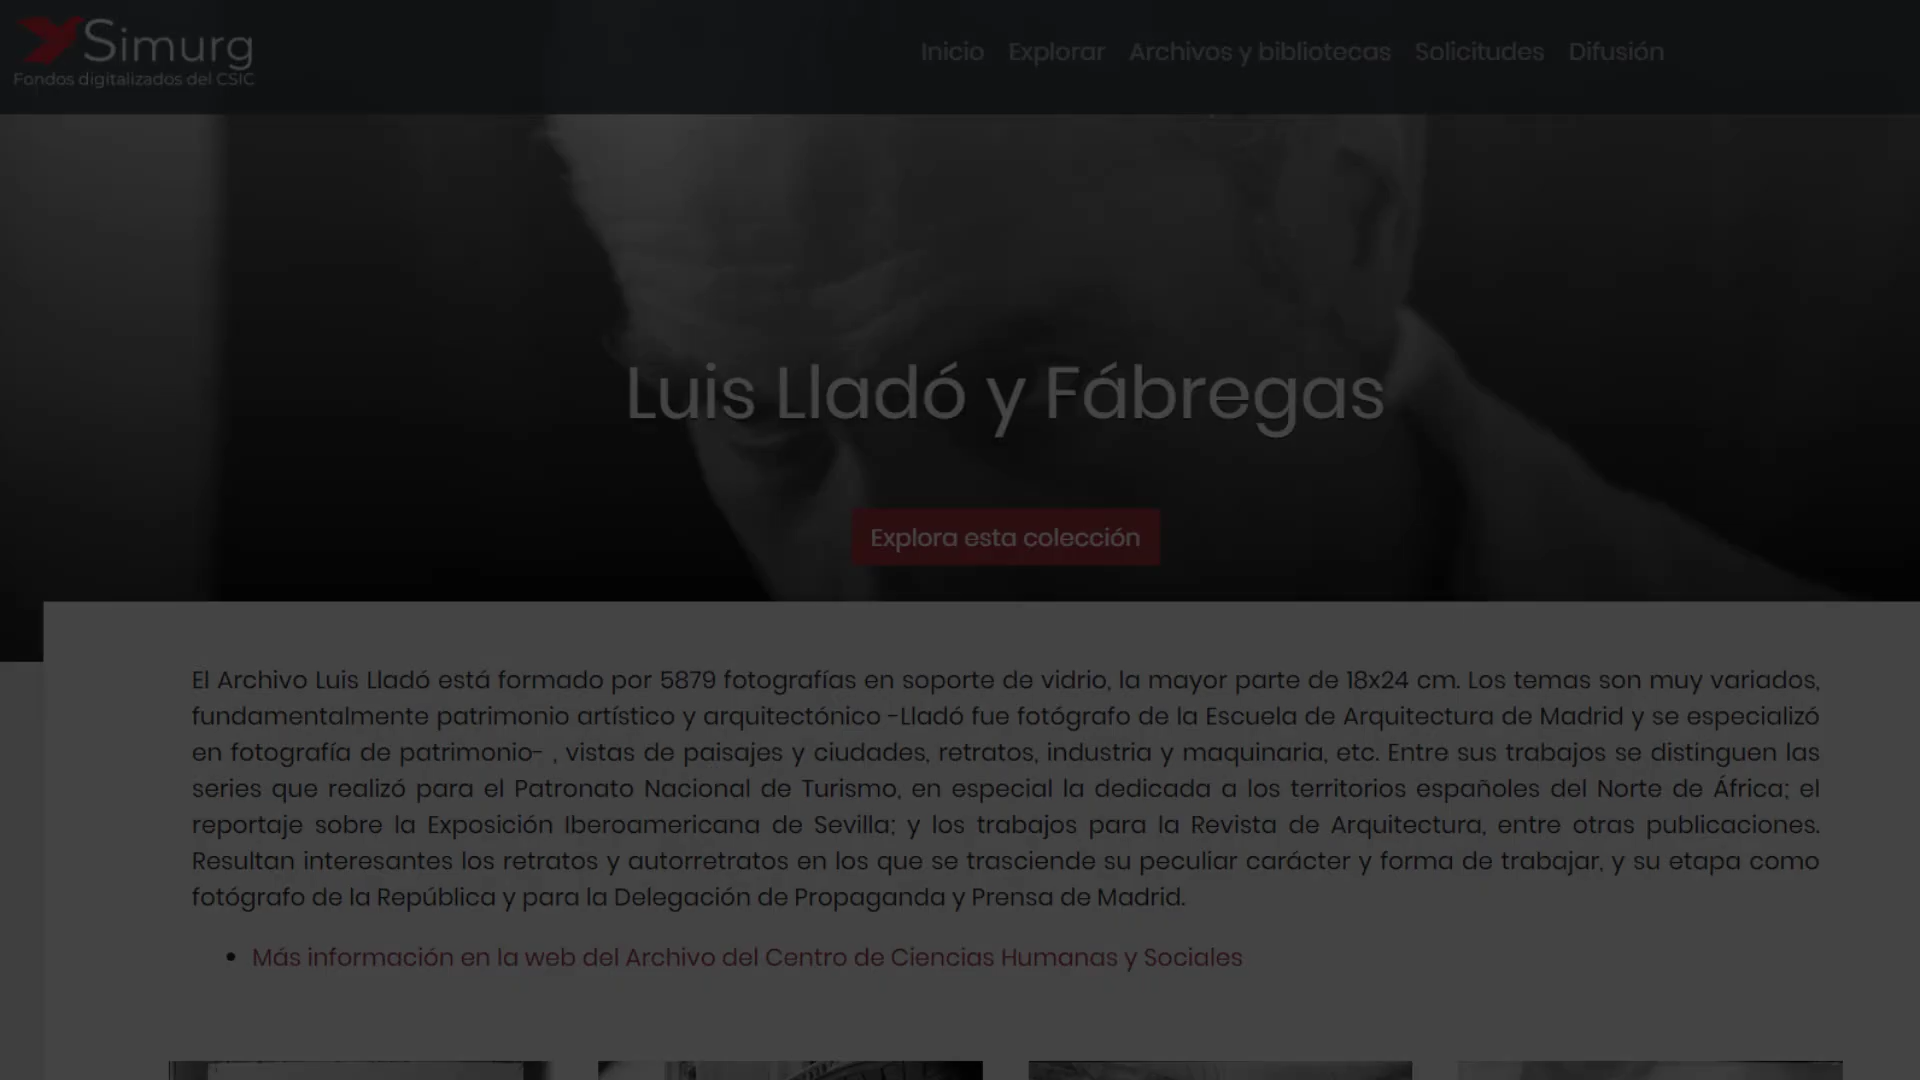 Simurg
Fondos digitalizados del CSIC
Inicio Explorar Archivos y bibliotecas Solicitudes Difusión
Luis Lladó y Fábregas
Explora esta colección
El Archivo Luis Lladó está formado por 5879 fotografías en soporte de vidrio, la mayor parte de 18x24 cm. Los temas son muy variados,
fundamentalmente patrimonio artístico y arquitectónico -Lladó fue fotógrafo de la Escuela de Arquitectura de Madrid y se especializó
en fotografía de patrimonio- , vistas de paisajes y ciudades, retratos, industria y maquinaria, etc. Entre sus trabajos se distinguen las
series que realizó para el Patronato Nacional de Turismo, en especial la dedicada a los territorios españoles del Norte de África; el
reportaje sobre la Exposición Iberoamericana de Sevilla; y los trabajos para la Revista de Arquitectura, entre otras publicaciones.
Resultan interesantes los retratos y autorretratos en los que se trasciende su peculiar carácter y forma de trabajar, y su etapa como
fotógrafo de la República y para la Delegación de Propaganda y Prensa de Madrid.
• Más información en la web del Archivo del Centro de Ciencias Humanas y Sociales